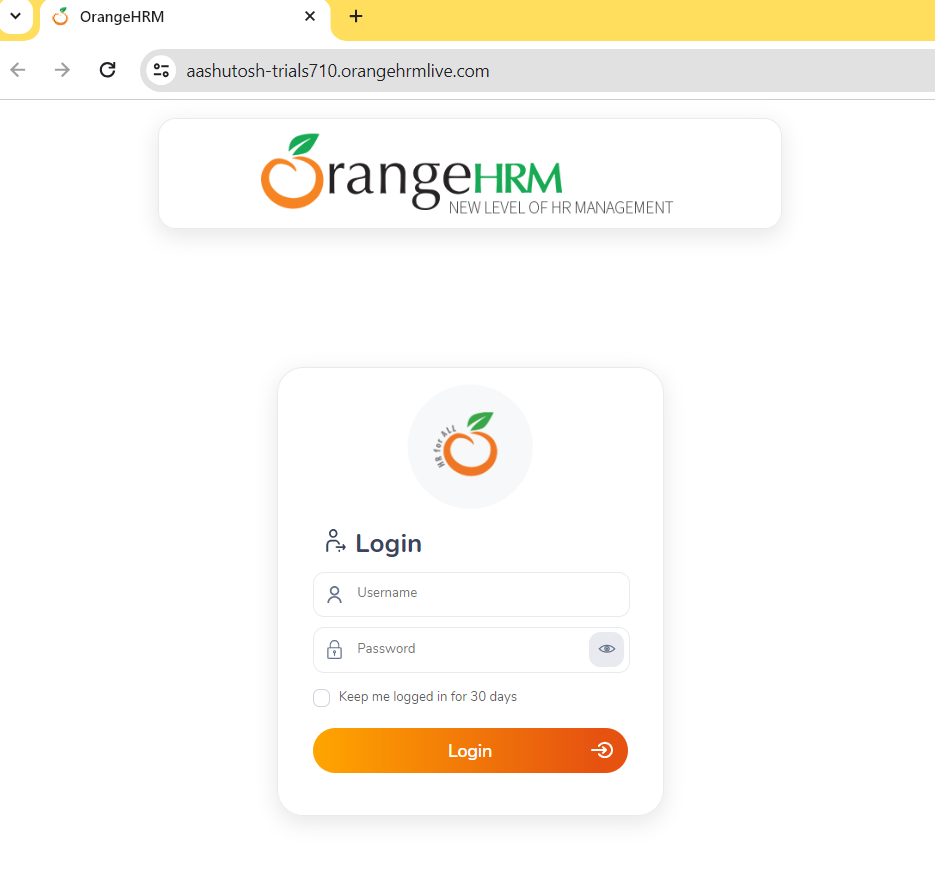 OrangeHRM
aashutosh-trials710.orangehrmlive.com
OrangeHRM
NEW LEVEL OF HR MANAGEMENT
HR for ALL
Login
Username
Password
Keep me logged in for 30 days
Login